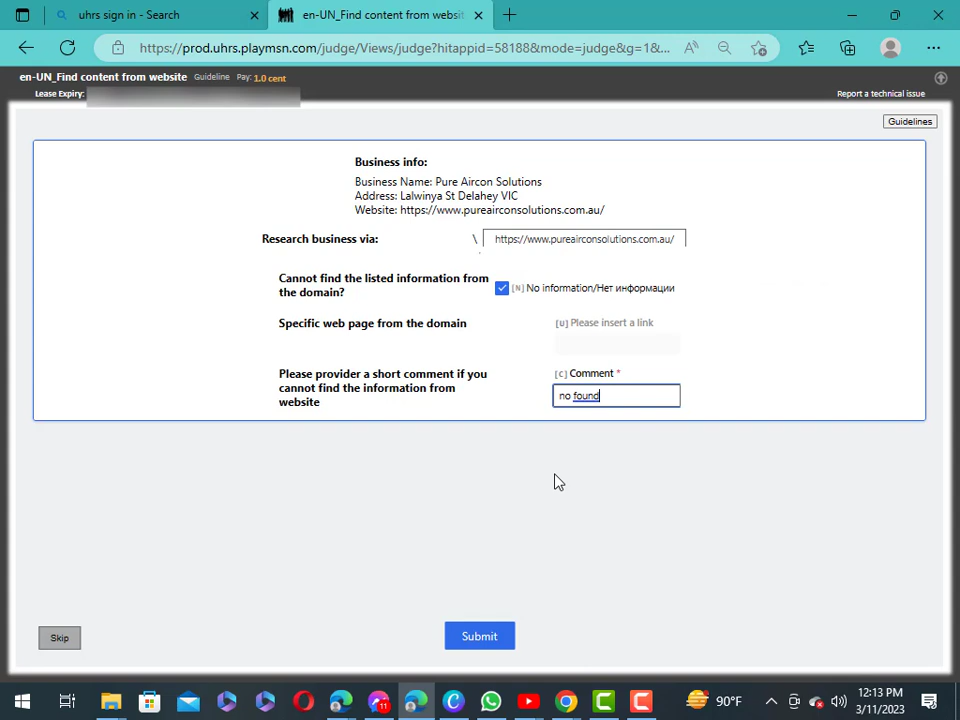 uhrs sign in - Search
en-UN_Find content from websit
https://prod.uhrs.playmsn.com/judge/Views/judge?hitappid=58188&mode=judge&g=1&...
en-UN_Find content from website Guideline Pay: 1.0 cent
Lease Expiry:
Report a technical issue
Guidelines
Business info:
Business Name: Pure Aircon Solutions
Address: Lalwinya St Delahey VIC
Website: https://www.pureairconsolutions.com.au/
Research business via: \ https://www.pureairconsolutions.com.au/
Cannot find the listed information from
the domain?
[N] No information/Нет информации
Specific web page from the domain
[U] Please insert a link
Please provider a short comment if you
cannot find the information from
website
[C] Comment *
no found
Skip
Submit
11
90°F
12:13 PM
3/11/2023